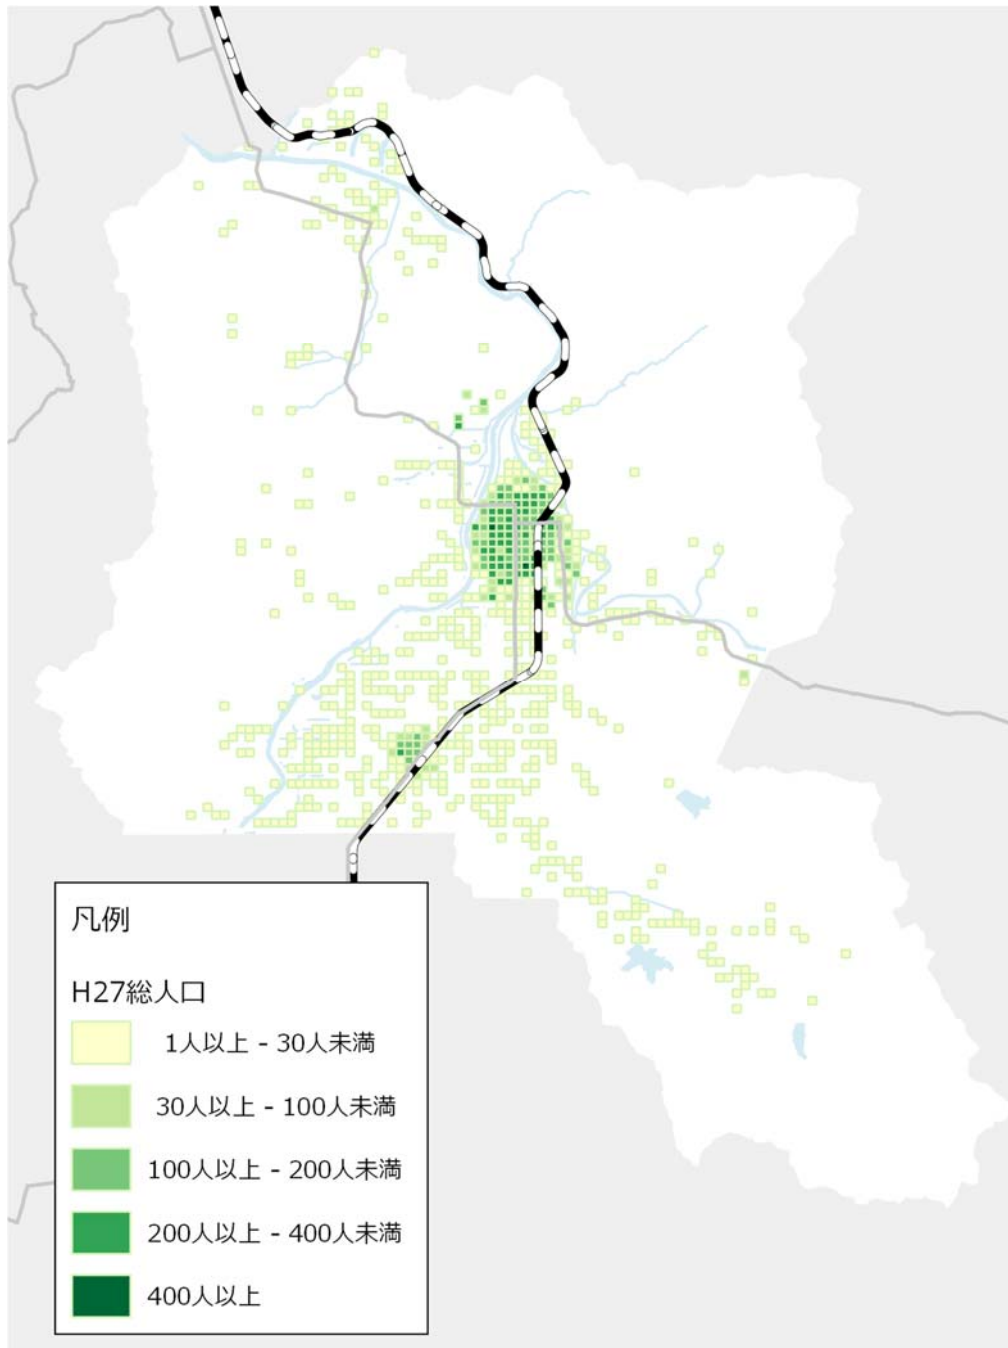 凡例
H27総人口
1人以上 - 30人未満
30人以上 - 100人未満
100人以上 - 200人未満
200人以上 - 400人未満
400人以上